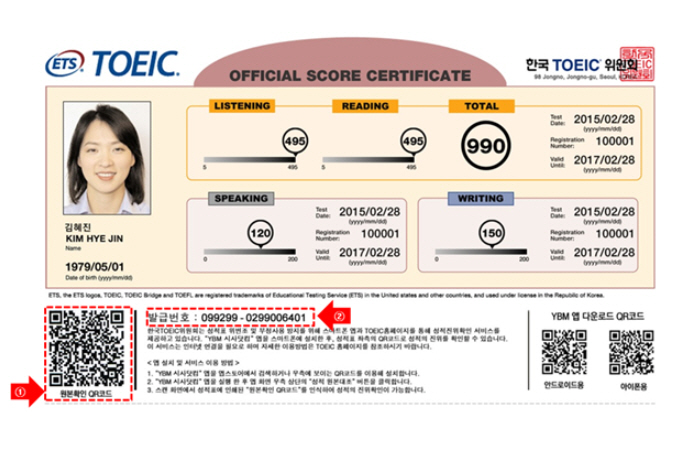 ETS TOEIC.
OFFICIAL SCORE CERTIFICATE
한국 TOEIC 위원회
98 Jongno, Jongno-gu, Seoul,
LISTENING
READING
TOTAL
495
5
495
495
5
495
990
Test Date: 2015/02/28
(yyyy/mm/dd)
Registration Number: 100001
Valid Until: 2017/02/28
(yyyy/mm/dd)
SPEAKING
120
0
200
Test Date: 2015/02/28
(yyyy/mm/dd)
Registration Number: 100001
Valid Until: 2017/02/28
(yyyy/mm/dd)
WRITING
150
0
200
Test Date: 2015/02/28
(yyyy/mm/dd)
Registration Number: 100001
Valid Until: 2017/02/28
(yyyy/mm/dd)
김혜진
KIM HYE JIN
Name
1979/05/01
Date of birth (yyyy/mm/dd)
ETS, the ETS logos, TOEIC, TOEIC Bridge and TOEFL are registered trademarks of Educational Testing Service (ETS) in the United states and other countries, and used under license in the Republic of Korea.
①
원본확인 QR코드
발급번호 : 099299 - 0299006401
②
한국TOEIC위원회는 성적표 위변조 및 부정사용 방지를 위해 스마트폰 앱과 TOEIC홈페이지를 통해 성적진위확인 서비스를
제공하고 있습니다. "YBM 시사닷컴" 앱을 스마트폰에 설치한 후, 성적표 좌측의 QR코드로 성적의 진위를 확인할 수 있습니다.
이 서비스는 인터넷 연결을 필요로 하며 자세한 이용방법은 TOEIC 홈페이지를 참조하시기 바랍니다.
< 앱 설치 및 서비스 이용 방법 >
1. "YBM 시사닷컴" 앱을 앱스토어에서 검색하거나 우측에 보이는 QR코드를 이용해 설치합니다.
2. "YBM 시사닷컴" 앱을 실행 한 후 앱 화면 우측 상단의 "성적 원본대조" 버튼을 클릭합니다.
3. 스캔 화면에서 성적표에 인쇄된 "원본확인 QR코드"를 인식하여 성적의 진위확인이 가능합니다.
YBM 앱 다운로드 QR코드
안드로이드용
아이폰용